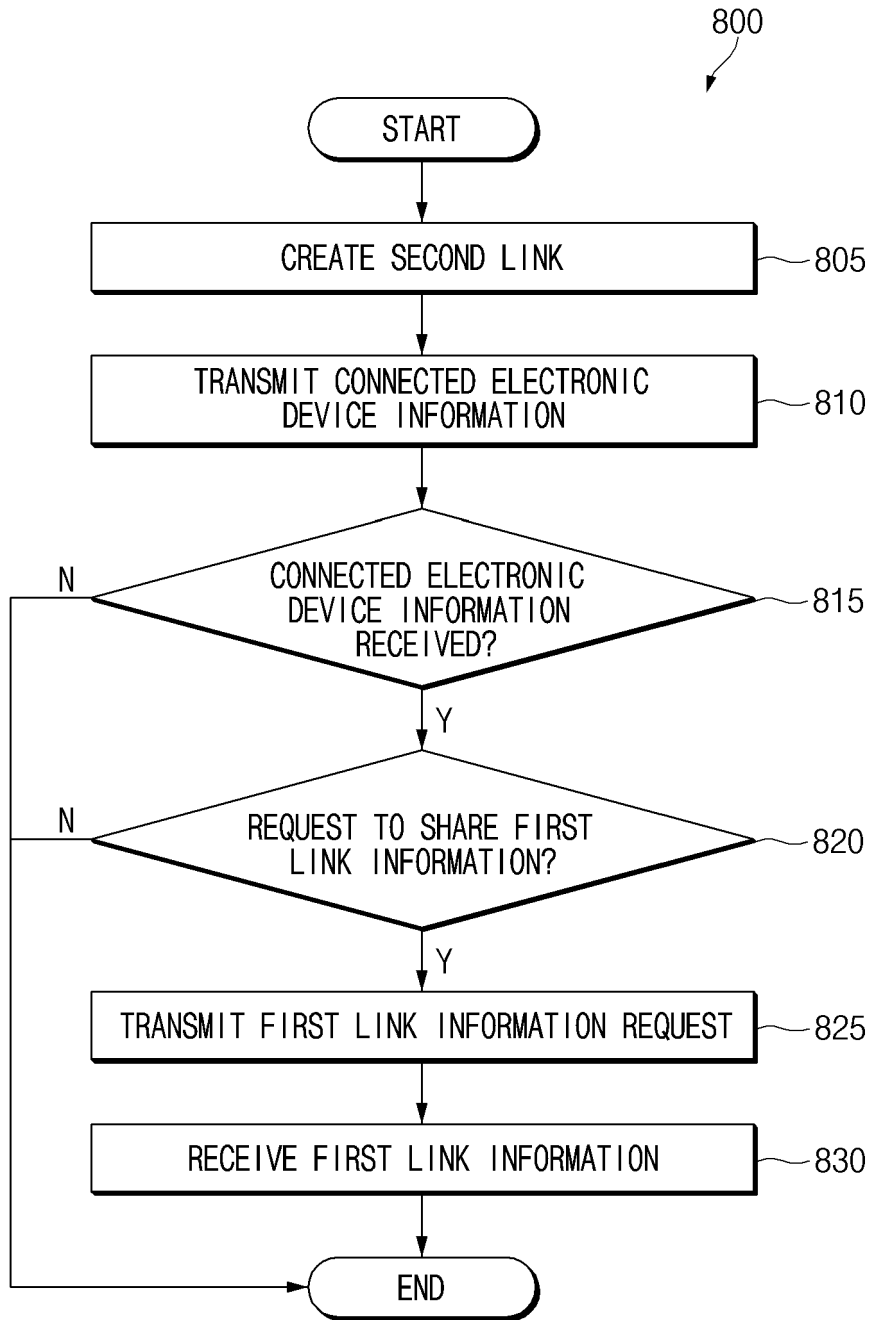 800
START
CREATE SECOND LINK
805
TRANSMIT CONNECTED ELECTRONIC
DEVICE INFORMATION
810
N
CONNECTED ELECTRONIC
DEVICE INFORMATION
RECEIVED?
815
Y
N
REQUEST TO SHARE FIRST
LINK INFORMATION?
820
Y
TRANSMIT FIRST LINK INFORMATION REQUEST
825
RECEIVE FIRST LINK INFORMATION
830
END